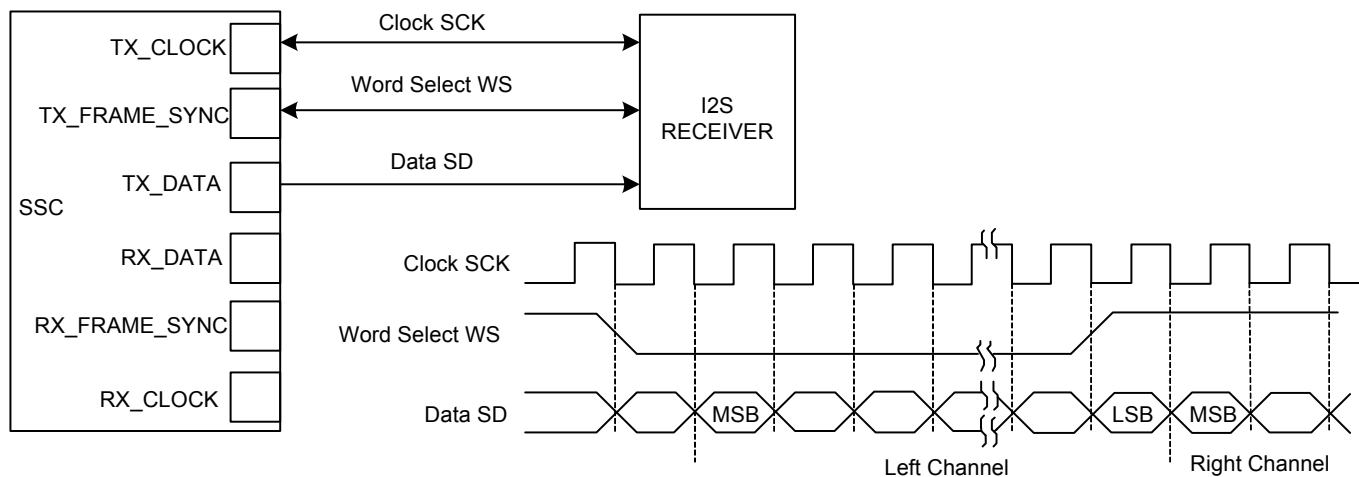 Clock SCK
TX_CLOCK
Word Select WS
TX_FRAME_SYNC
I2S
RECEIVER
Data SD
TX_DATA
SSC
RX_DATA
Clock SCK
RX_FRAME_SYNC
Word Select WS
RX_CLOCK
Data SD
MSB
LSB
MSB
Left Channel
Right Channel